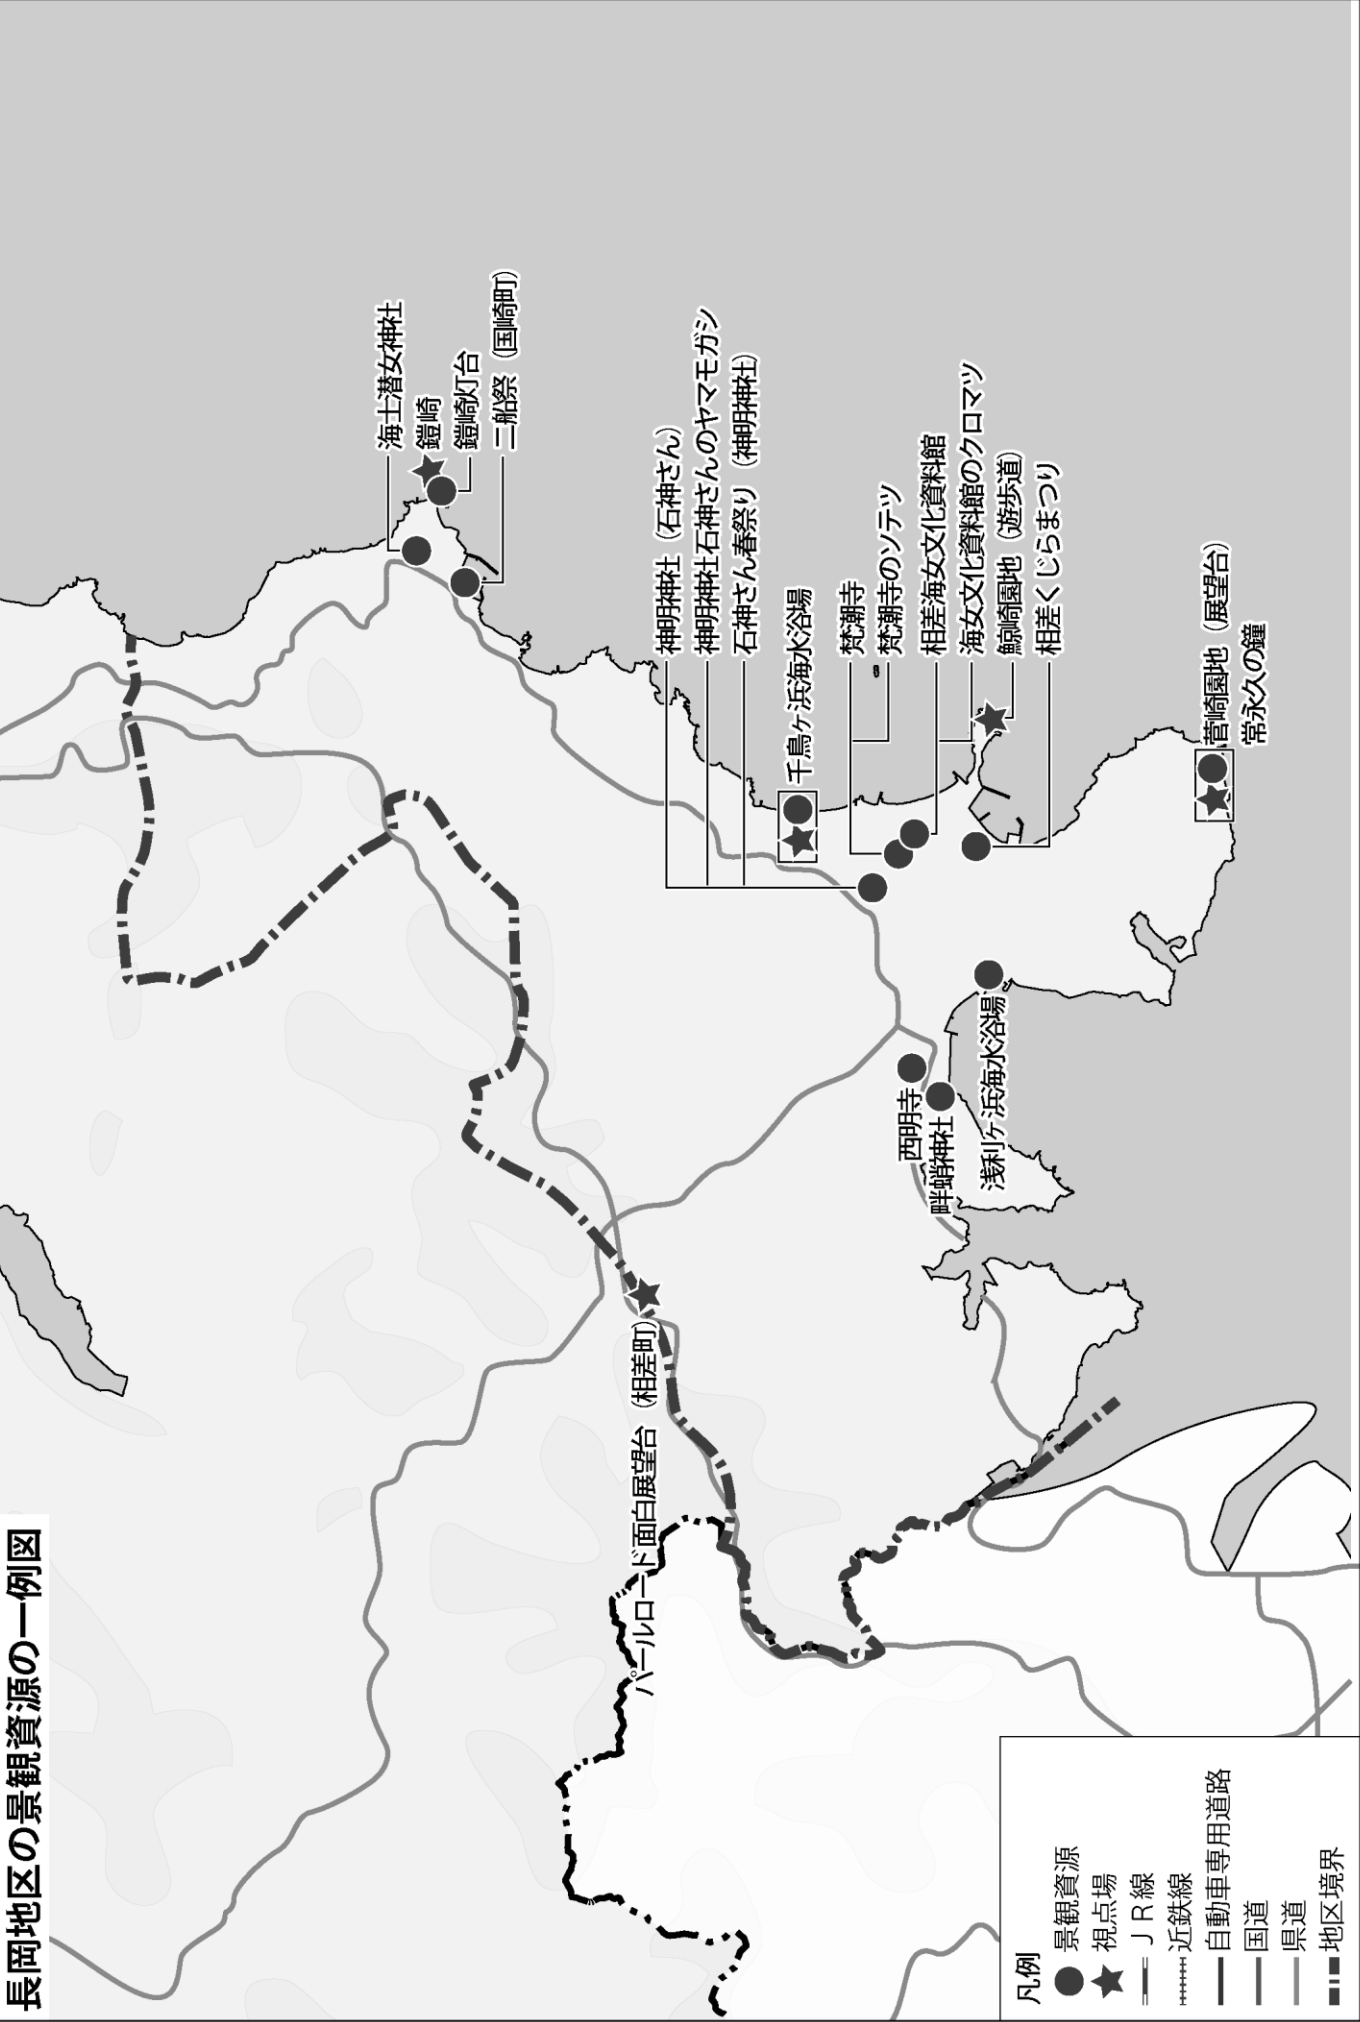 長岡地区の景観資源の一例図
海士潜女神社
鎧崎
鎧崎灯台
二船祭（国崎町）
神明神社（石神さん）
神明神社石神さんのヤマモガシ
石神さん春祭り（神明神社）
千鳥ヶ浜海水浴場
梵潮寺
梵潮寺のソテツ
相差海女文化資料館
海女文化資料館のクロマツ
鯨崎園地（遊歩道）
相差くじらまつり
菅崎園地（展望台）
常永久の鐘
西明寺
畔蛸神社
浅利ヶ浜海水浴場
パールロード面白展望台（相差町）
凡例
景観資源
視点場
ＪＲ線
近鉄線
自動車専用道路
国道
県道
地区境界